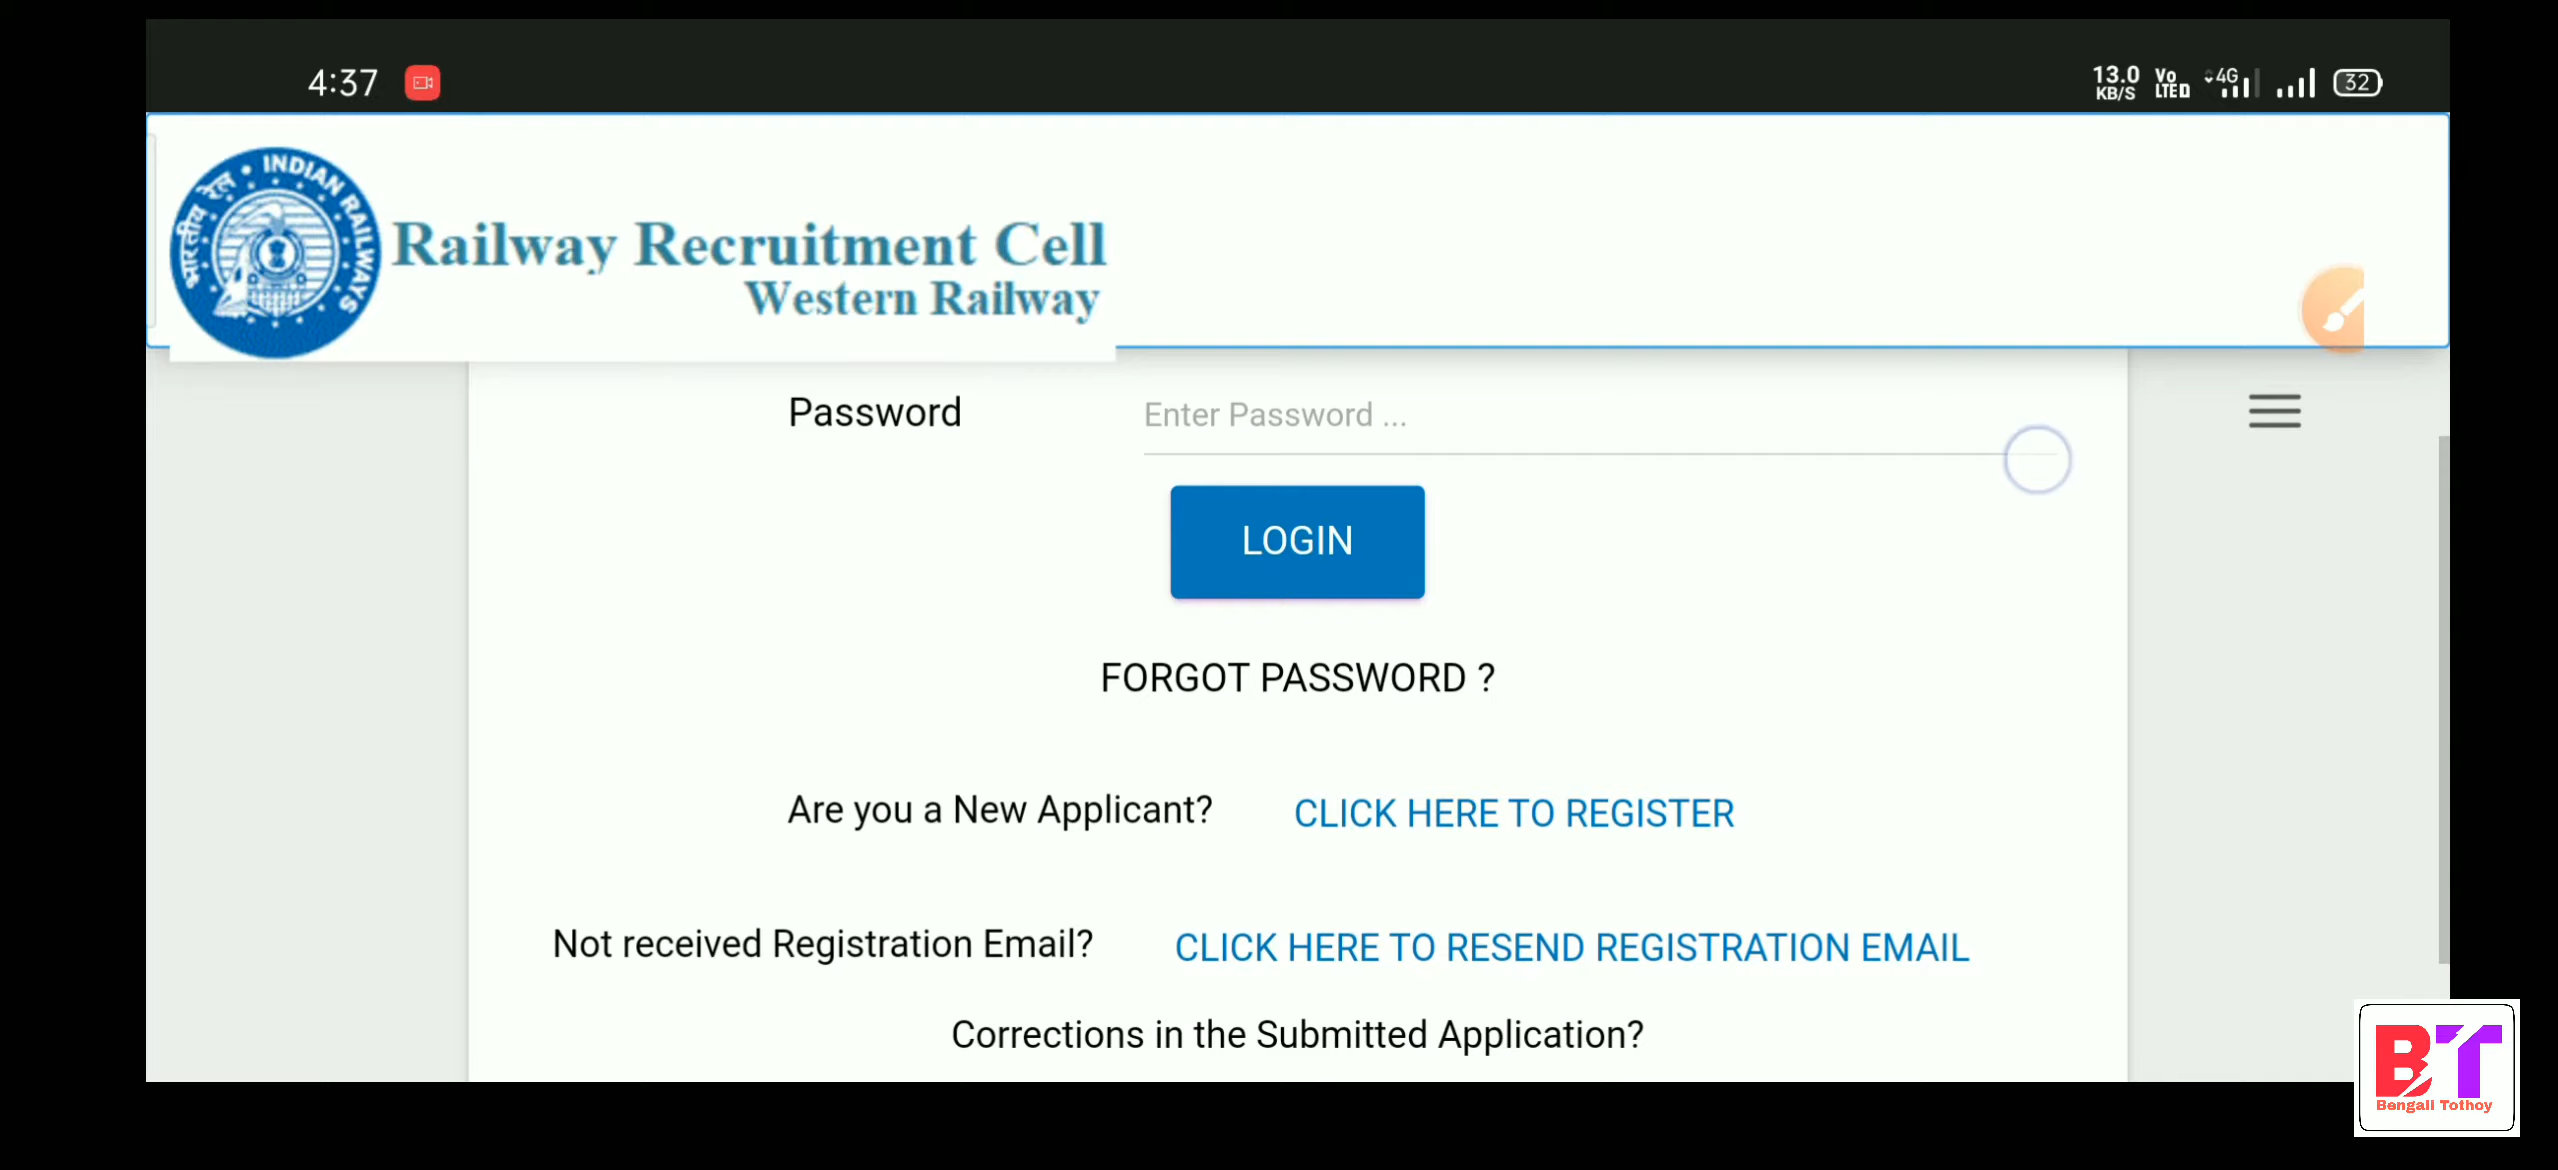 4:37
13.0 KB/S Vo LTE 4G 32
भारतीय रेल • INDIAN RAILWAYS
Railway Recruitment Cell
Western Railway
Password Enter Password ...
LOGIN
FORGOT PASSWORD ?
Are you a New Applicant? CLICK HERE TO REGISTER
Not received Registration Email? CLICK HERE TO RESEND REGISTRATION EMAIL
Corrections in the Submitted Application?
BT
Bengali Tothoy